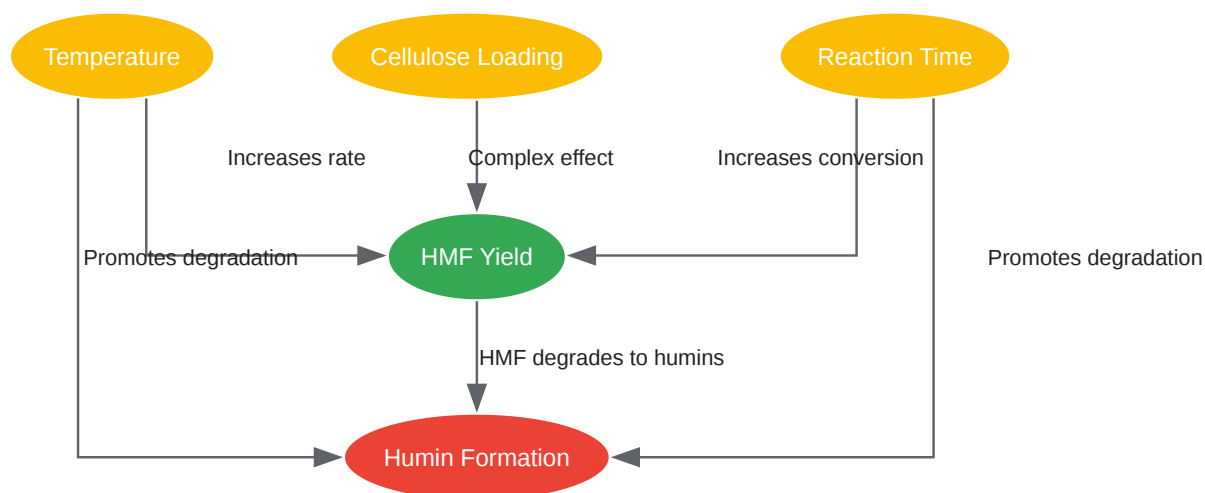 Temperature
Cellulose Loading
Reaction Time
Increases rate
Complex effect
Increases conversion
Promotes degradation
HMF Yield
Promotes degradation
HMF degrades to humins
Humin Formation